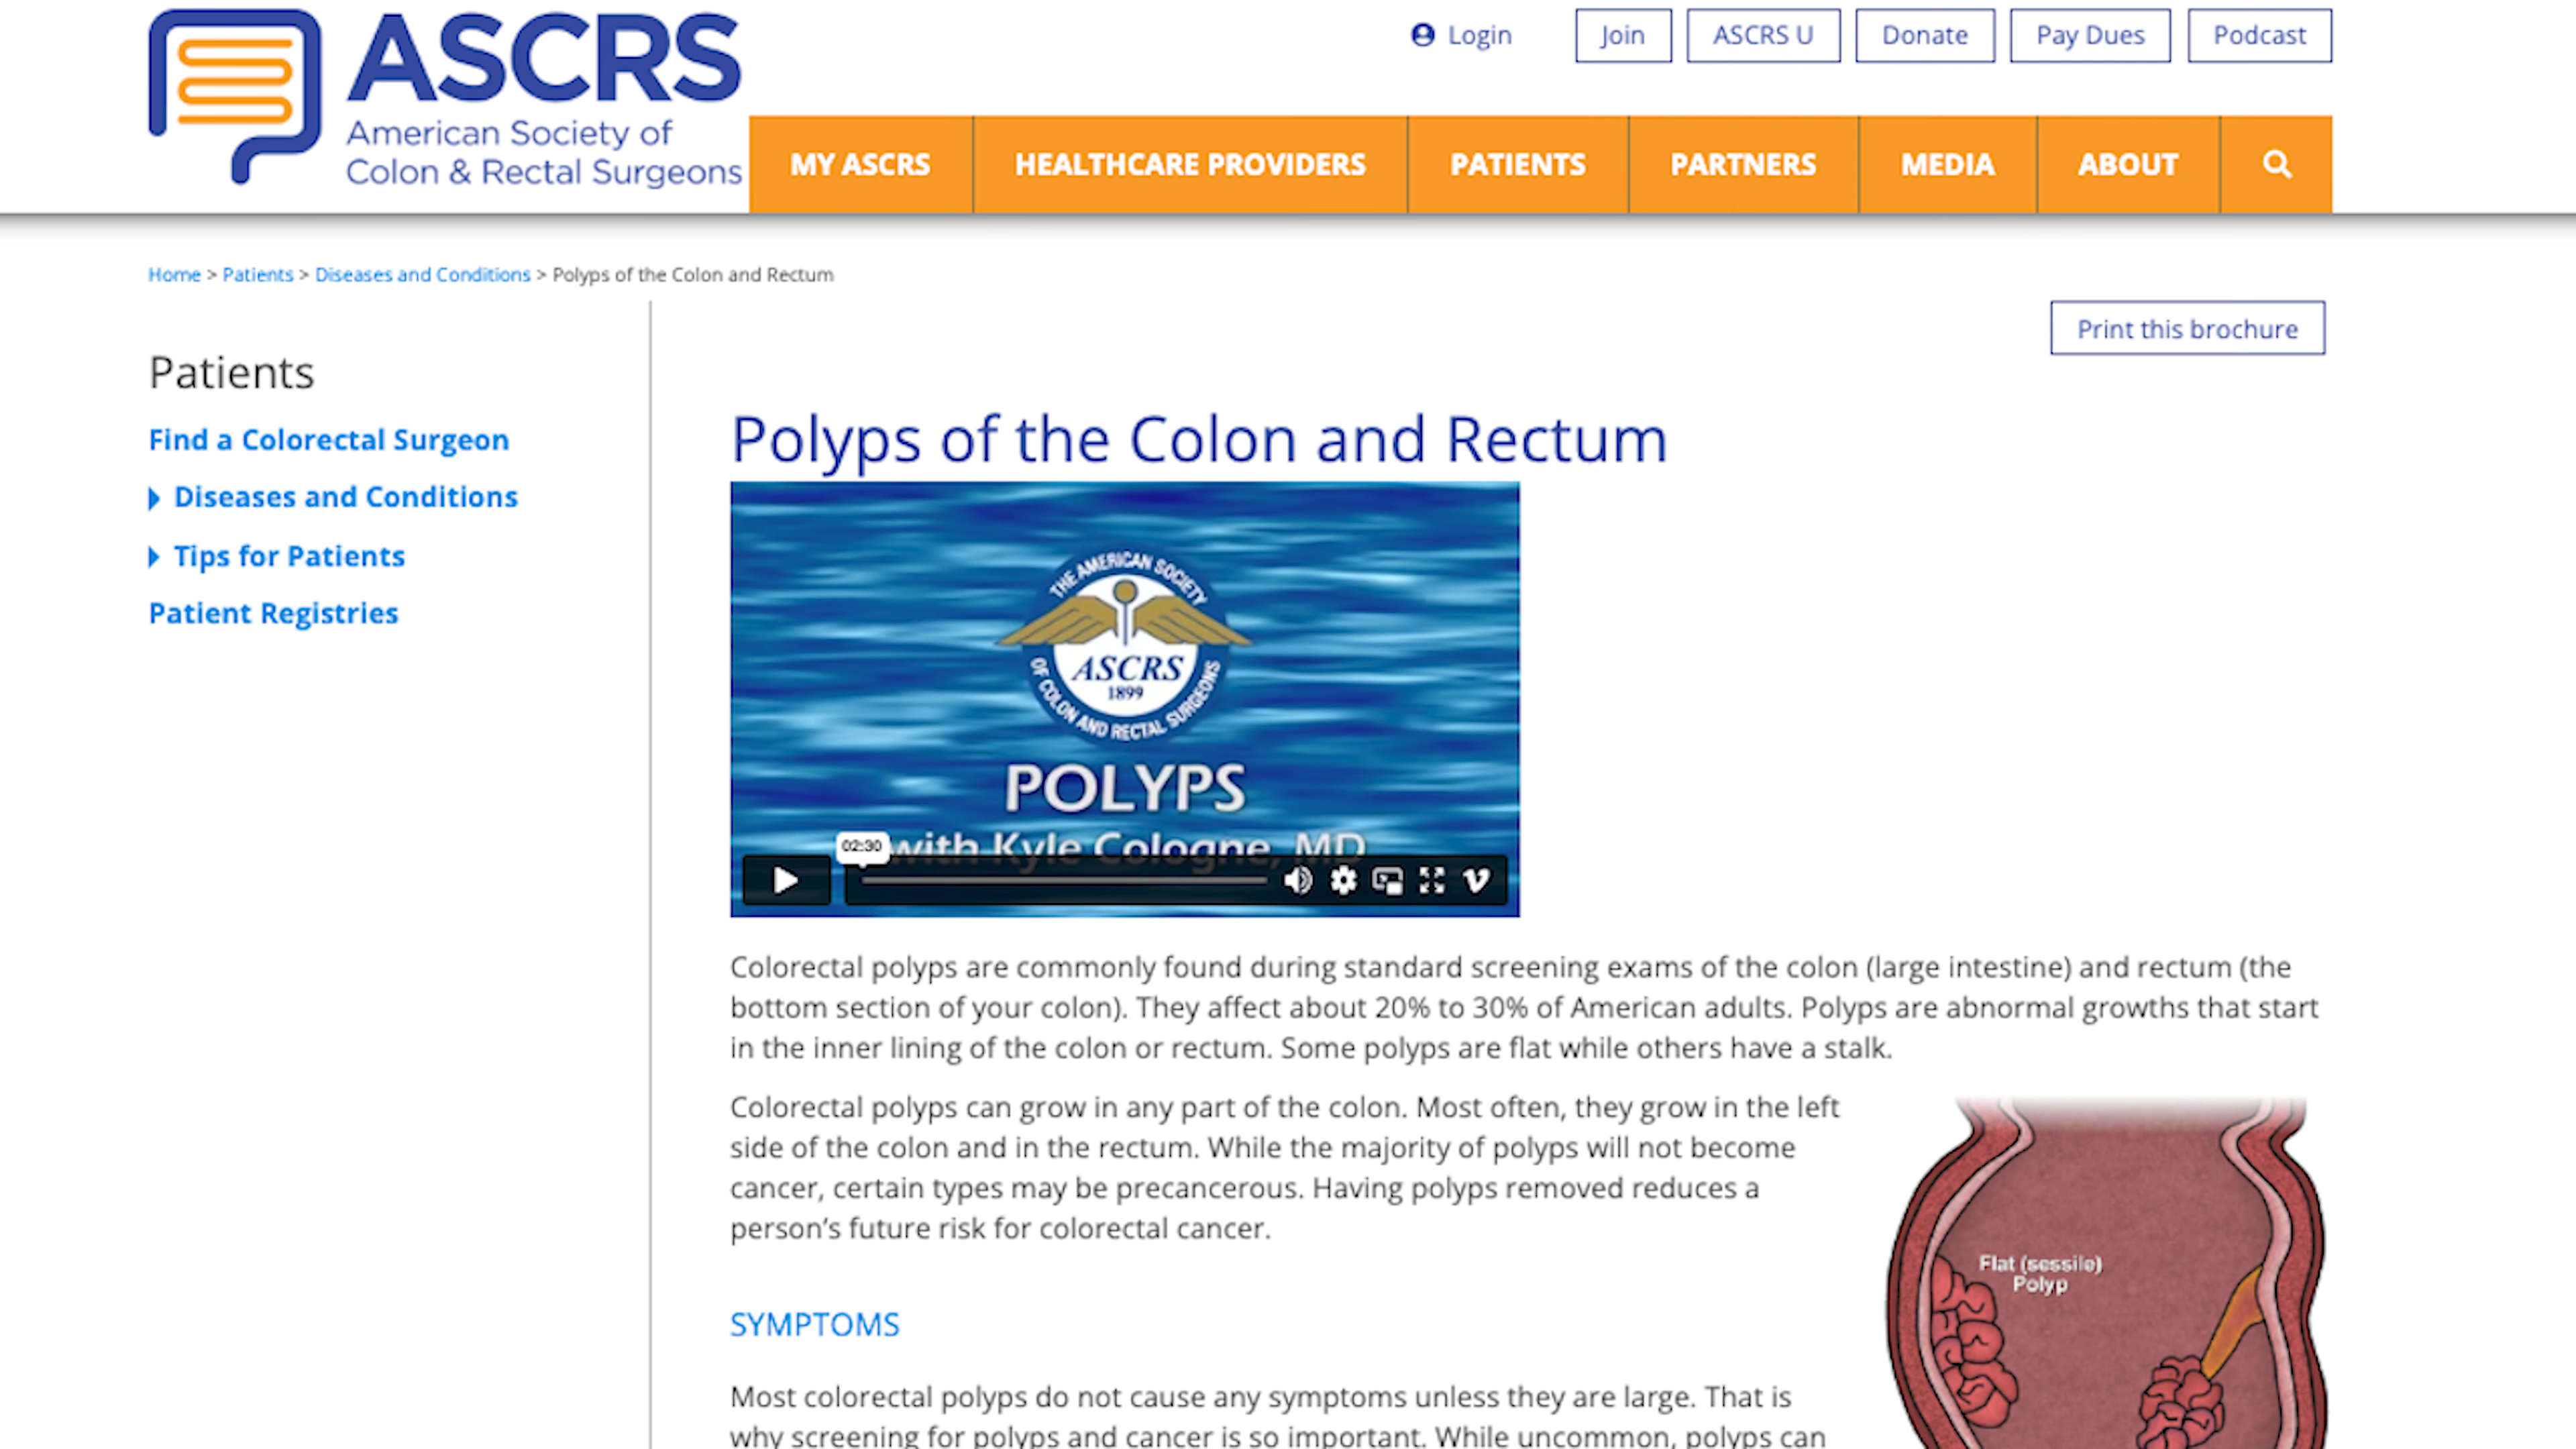 ASCRS
American Society of
Colon & Rectal Surgeons
Login
Join
ASCRS U
Donate
Pay Dues
Podcast
MY ASCRS
HEALTHCARE PROVIDERS
PATIENTS
PARTNERS
MEDIA
ABOUT
Home > Patients > Diseases and Conditions > Polyps of the Colon and Rectum
Print this brochure
Patients
Find a Colorectal Surgeon
Diseases and Conditions
Tips for Patients
Patient Registries
Polyps of the Colon and Rectum
THE AMERICAN SOCIETY
ASCRS
1899
OF COLON AND RECTAL SURGEONS
POLYPS
with Kyle Cologne, MD
02:30
Colorectal polyps are commonly found during standard screening exams of the colon (large intestine) and rectum (the
bottom section of your colon). They affect about 20% to 30% of American adults. Polyps are abnormal growths that start
in the inner lining of the colon or rectum. Some polyps are flat while others have a stalk.
Colorectal polyps can grow in any part of the colon. Most often, they grow in the left
side of the colon and in the rectum. While the majority of polyps will not become
cancer, certain types may be precancerous. Having polyps removed reduces a
person’s future risk for colorectal cancer.
Flat (sessile)
Polyp
SYMPTOMS
Most colorectal polyps do not cause any symptoms unless they are large. That is
why screening for polyps and cancer is so important. While uncommon, polyps can